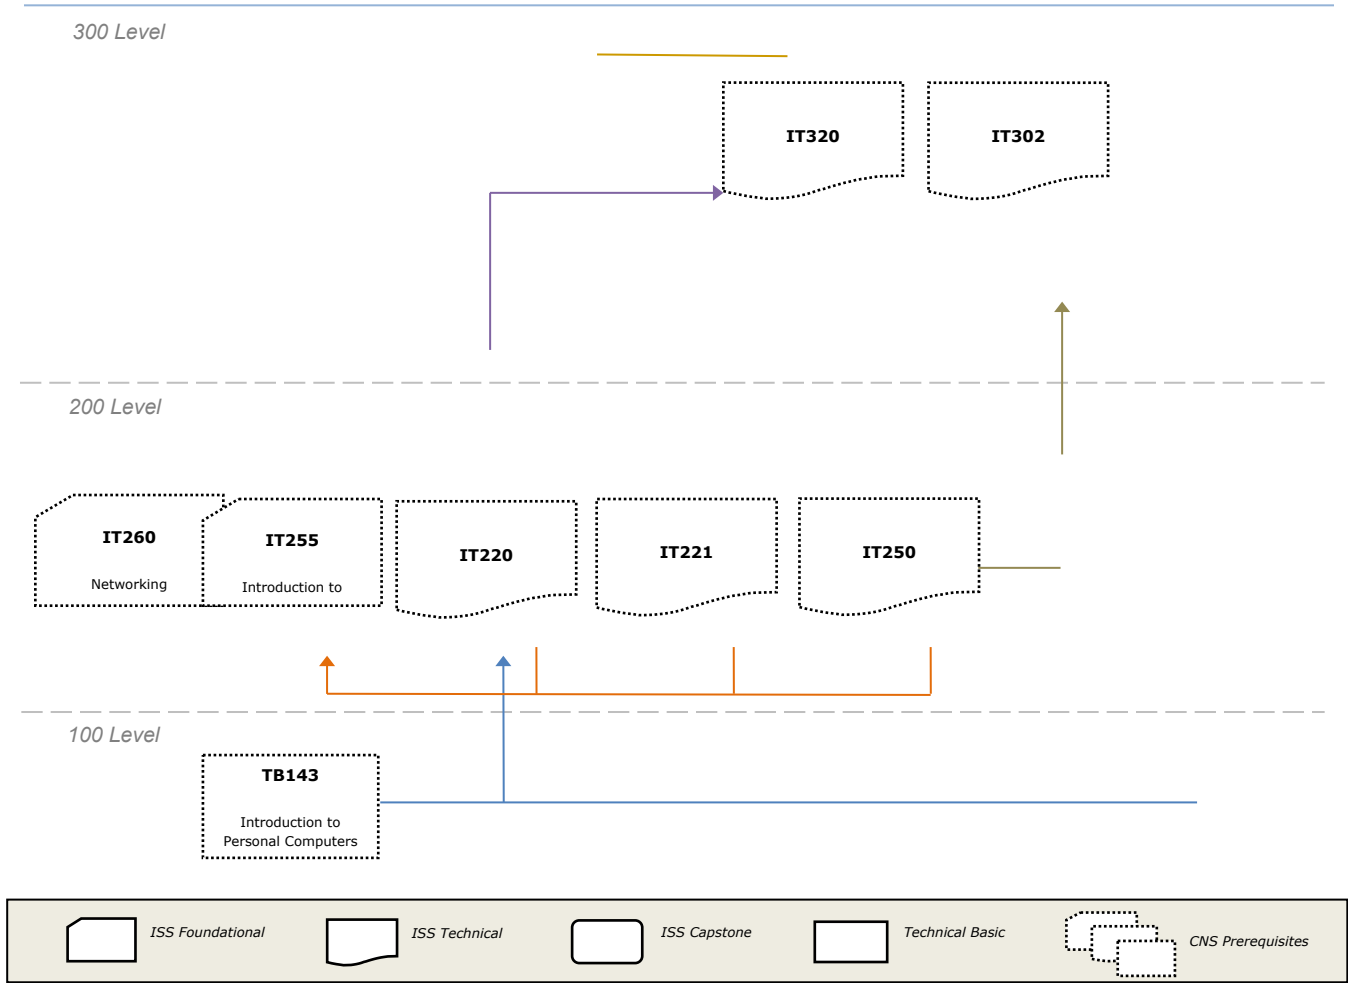 300 Level
IT320
IT302
200 Level
IT260
Networking
IT255
Introduction to
IT220
IT221
IT250
100 Level
TB143
Introduction to
Personal Computers
ISS Foundational
ISS Technical
ISS Capstone
Technical Basic
CNS Prerequisites